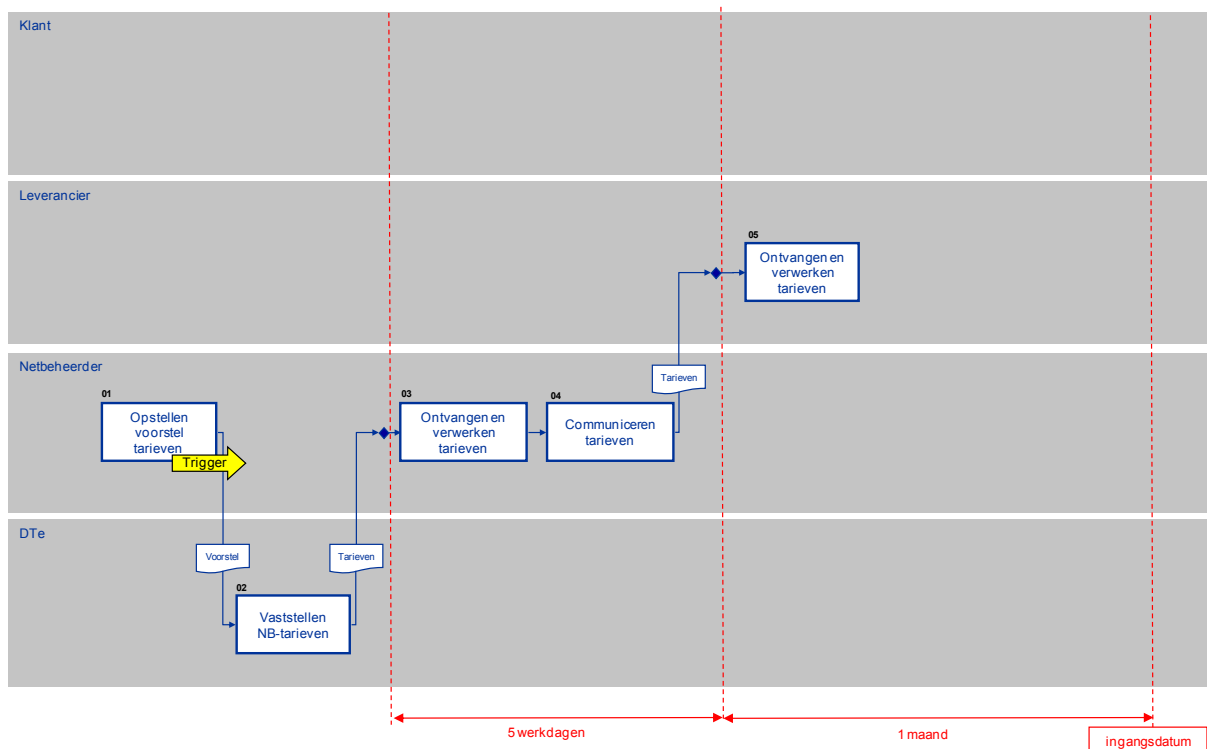 Klant
Leverancier
05
Ontvangen en
verwerken
tarieven
Netbeheerder
Tarieven
01
Opstellen
voorstel
tarieven
Trigger
03
Ontvangen en
verwerken
tarieven
04
Communiceren
tarieven
DTe
Voorstel
Tarieven
02
Vaststellen
NB-tarieven
5 werkdagen
1 maand
ingangsdatum